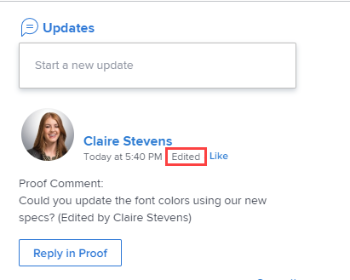 Updates
Start a new update
Claire Stevens
Today at 5:40 PM Edited Like
Proof Comment:
Could you update the font colors using our new
specs? (Edited by Claire Stevens)
Reply in Proof